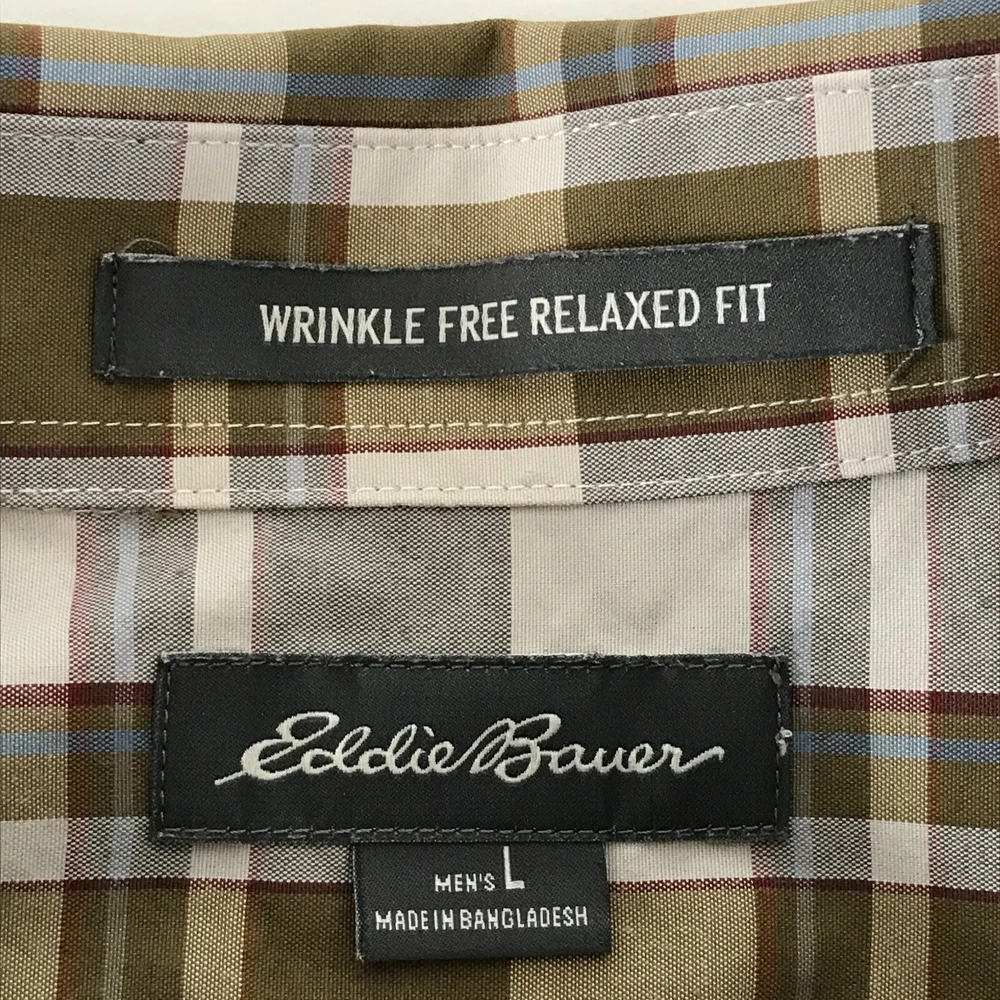 WRINKLE FREE RELAXED FIT
Eddie Bauer
MEN'S L
MADE IN BANGLADESH